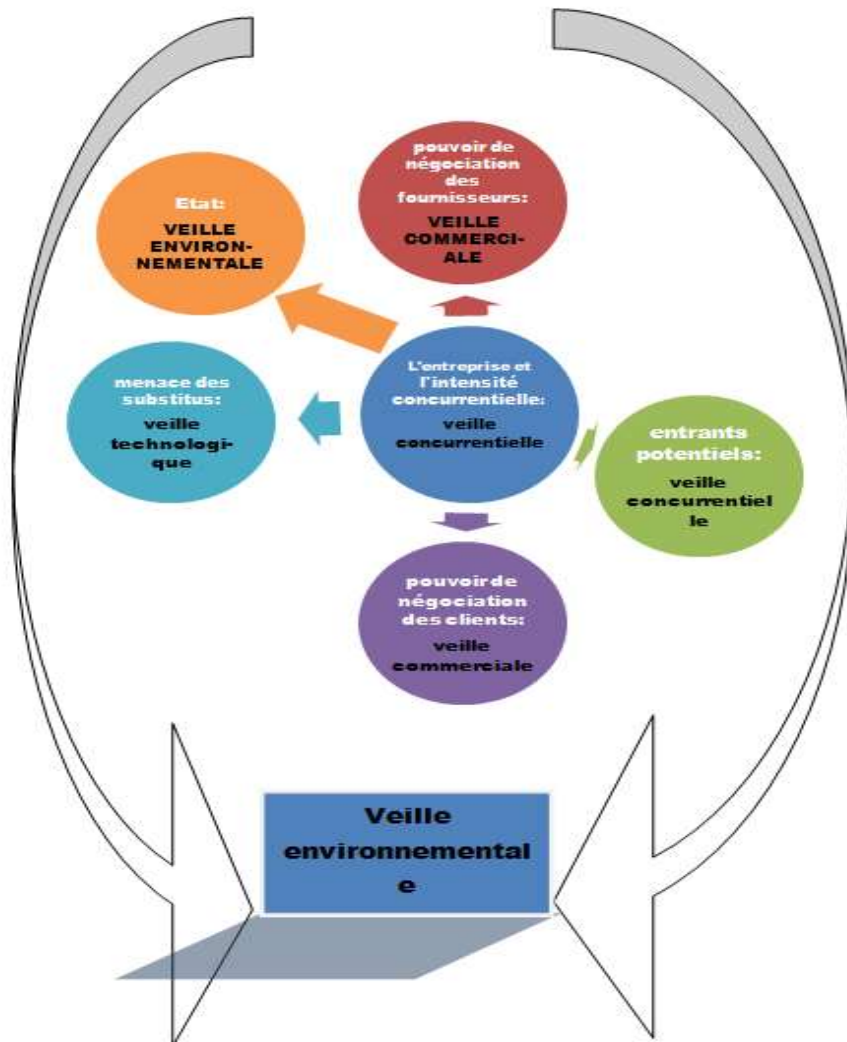 pouvoir de
négociation
des
fournisseurs:
VEILLE
COMMERCI-
ALE
Etat:
VEILLE
ENVIRON-
NEMENTALE
L'entreprise et
l'intensité
concurrentielle:
veille
concurrentielle
menace des
substitus:
veille
technologi-
que
entrants
potentiels:
veille
concurrentiel
le
pouvoir de
négociation
des clients:
veille
commerciale
Veille
environnemental
e